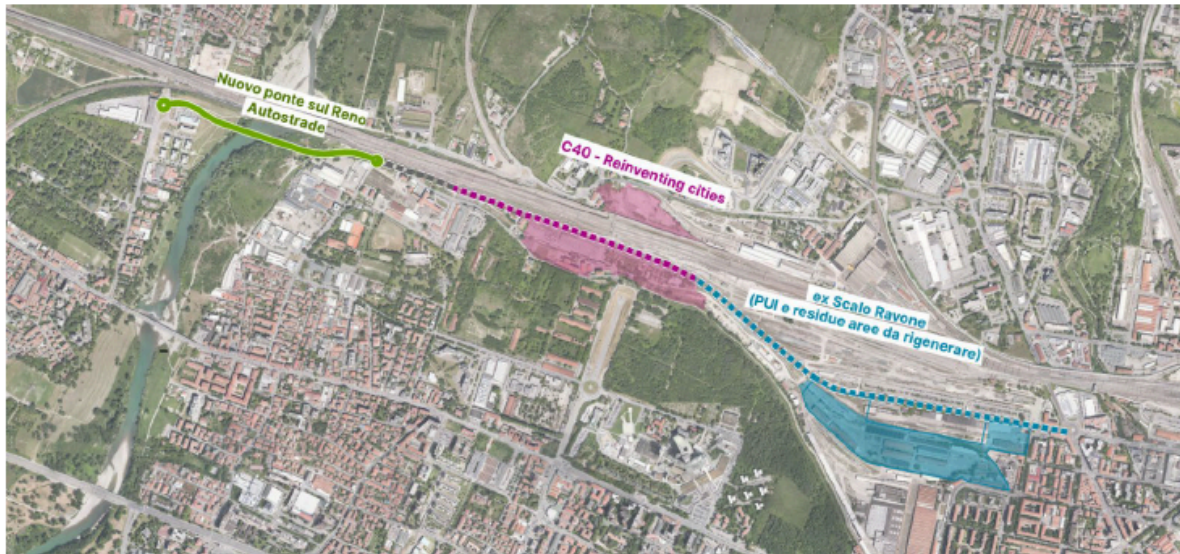 Nuovo ponte sul Reno
Autostrade
C40 - Reinventing cities
ex Scalo Ravone
(PUI e residue aree da rigenerare)